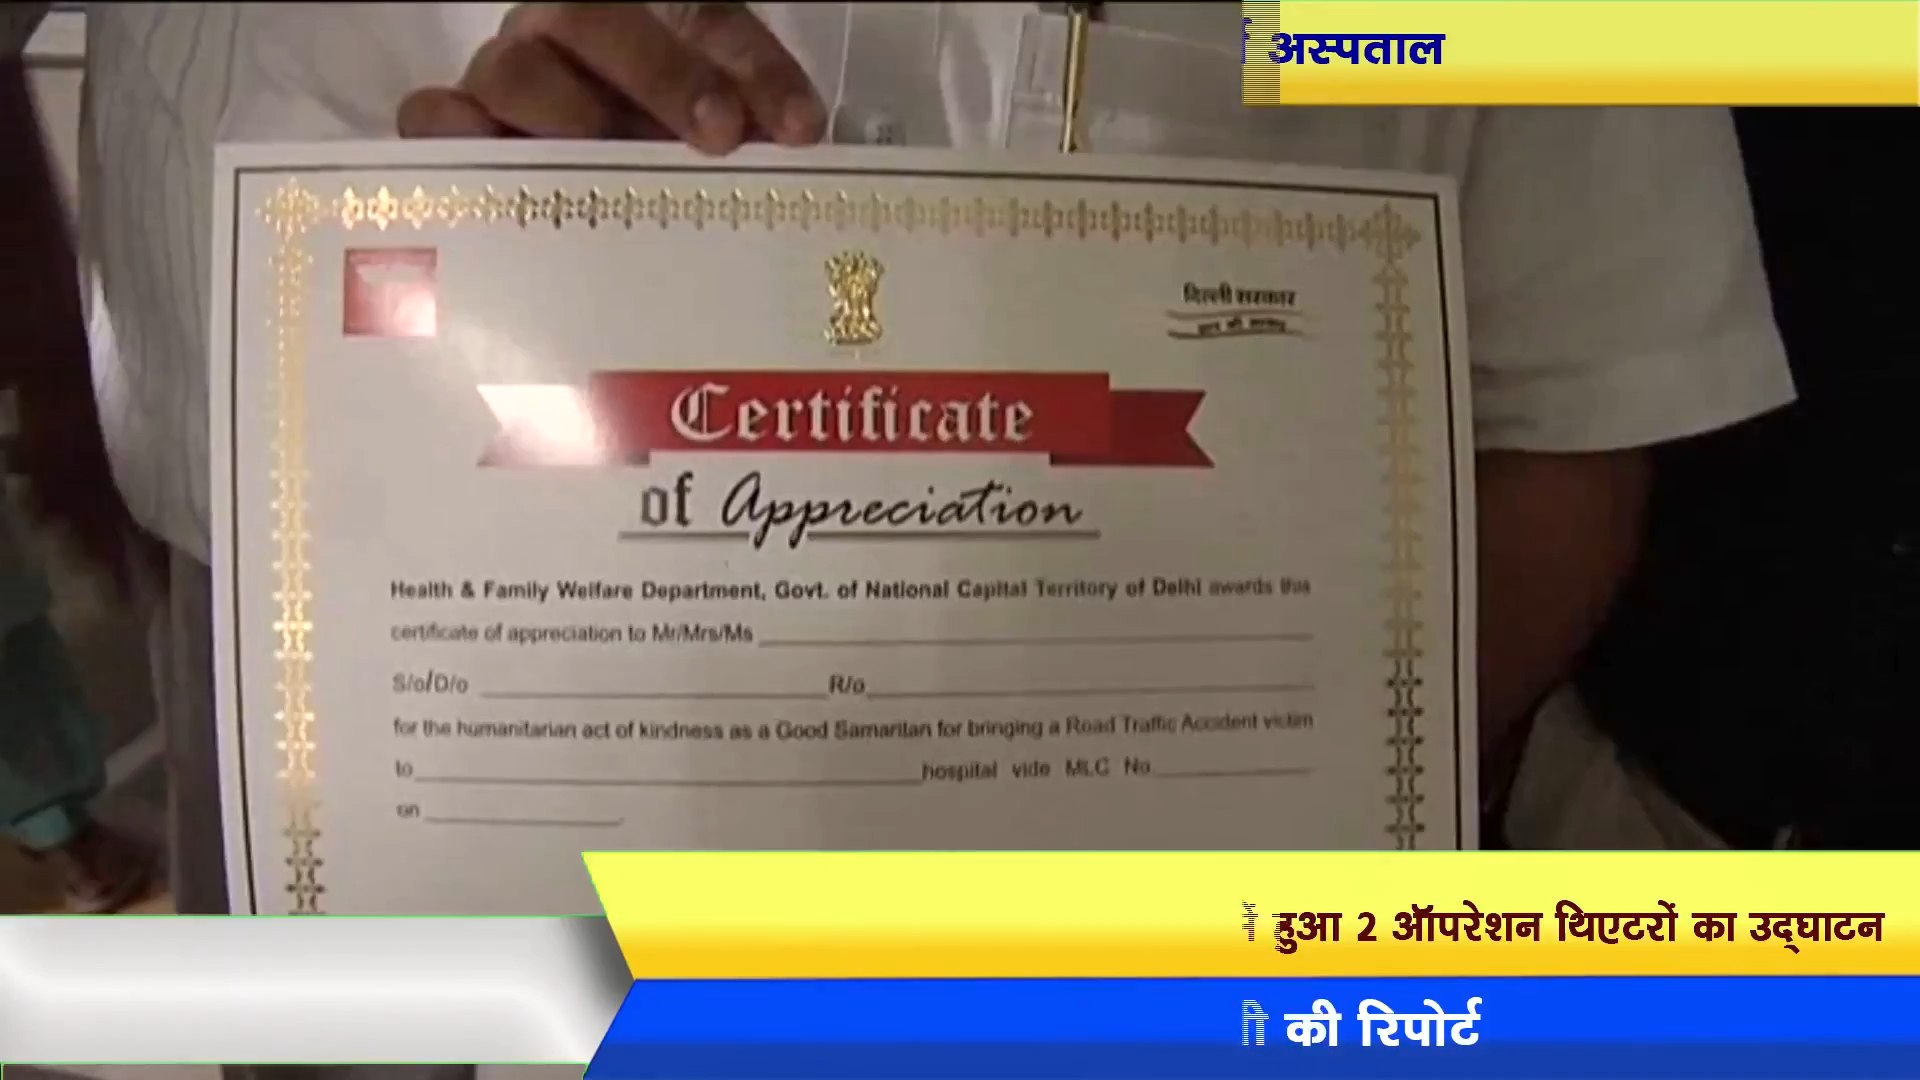 अस्पताल
दिल्ली सरकार
आप की सरकार
Certificate
of Appreciation
Health & Family Welfare Department, Govt. of National Capital Territory of Delhi awards this
certificate of appreciation to Mr/Mrs/Ms
S/o/D/o R/o
for the humanitarian act of kindness as a Good Samaritan for bringing a Road Traffic Accident victim
to hospital vide MLC No.
on
हुआ 2 ऑपरेशन थिएटरों का उद्घाटन
की रिपोर्ट